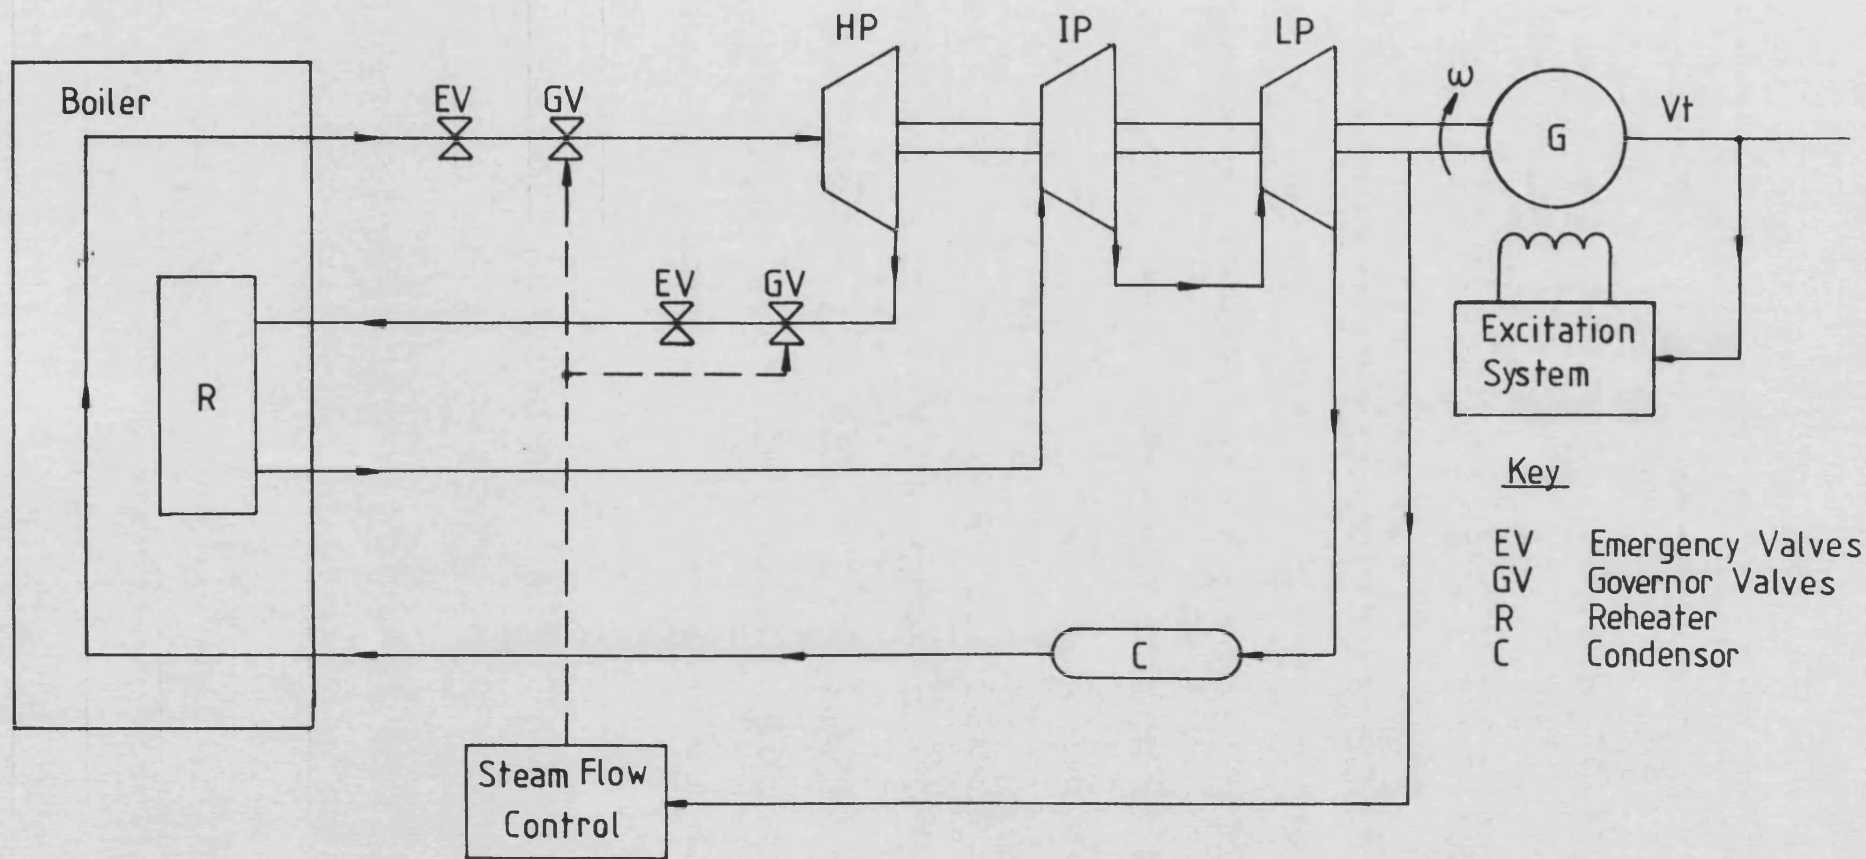 HP
IP
LP
Boiler
EV
GV
ω
G
Vt
EV
GV
R
Excitation
System
Key
EV Emergency Valves
GV Governor Valves
R Reheater
C Condensor
C
Steam Flow
Control